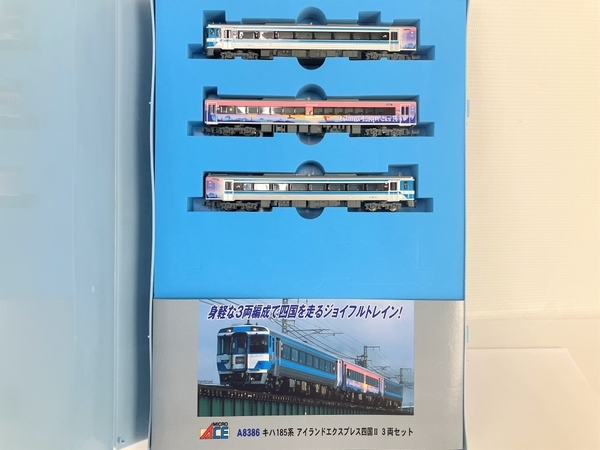 身軽な3両編成で四国を走るジョイフルトレイン!
MICRO
ACE
A8386 キハ185系 アイランドエクスプレス四国II 3両セット